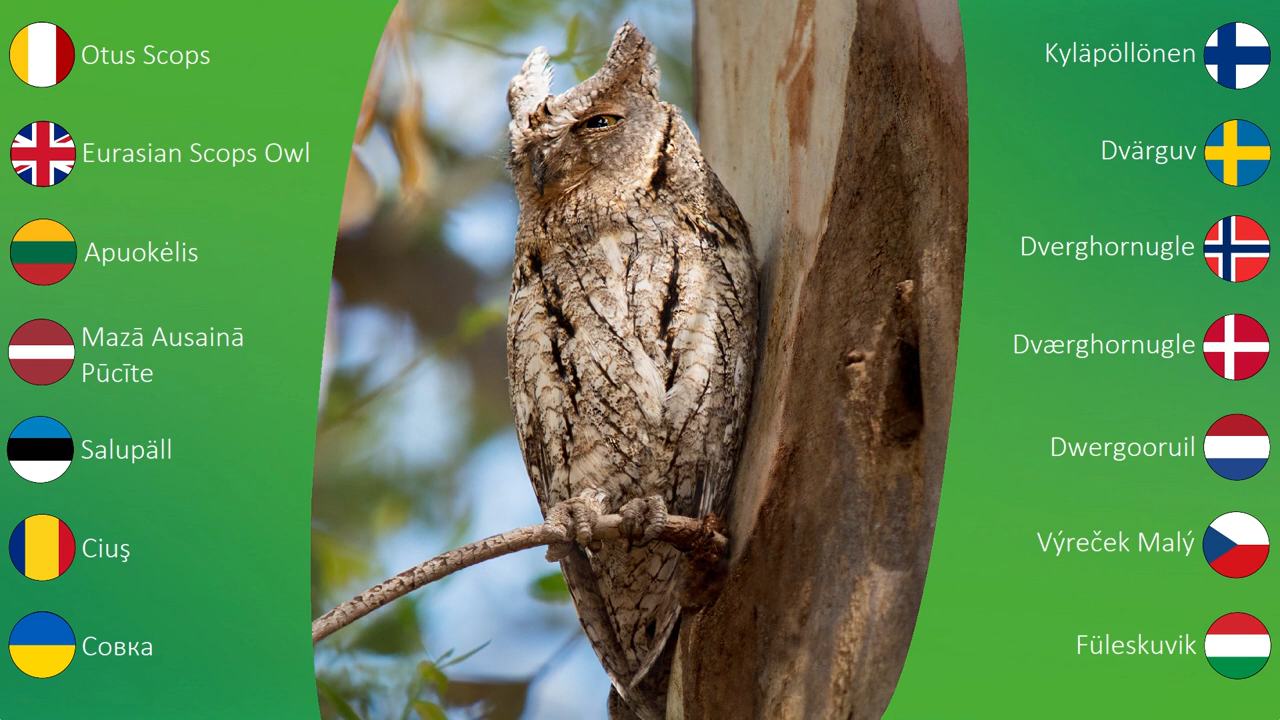 Otus Scops
Eurasian Scops Owl
Apuokėlis
Mazā Ausainā
Pūcīte
Salupäll
Ciuş
Совка
Kyläpöllönen
Dvärguv
Dverghornugle
Dværghornugle
Dwergooruil
Výreček Malý
Füleskuvik